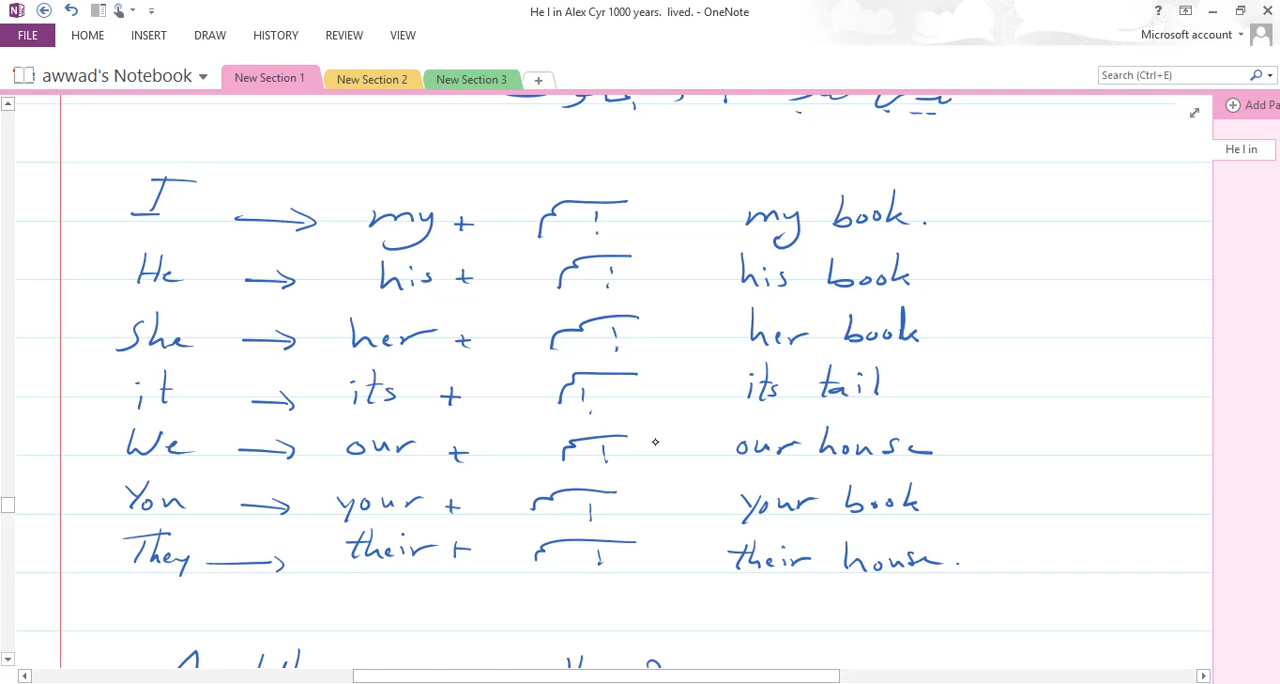 He I in Alex Cyr 1000 years. lived. - OneNote
FILE HOME INSERT DRAW HISTORY REVIEW VIEW
Microsoft account
awwad's Notebook New Section 1 New Section 2 New Section 3
Search (Ctrl+E)
Add Pa
He I in
I → my + my book.
He → his + his book
She → her + her book
it → its + its tail
We → our + our house
You → your + your book
They → their + their house.